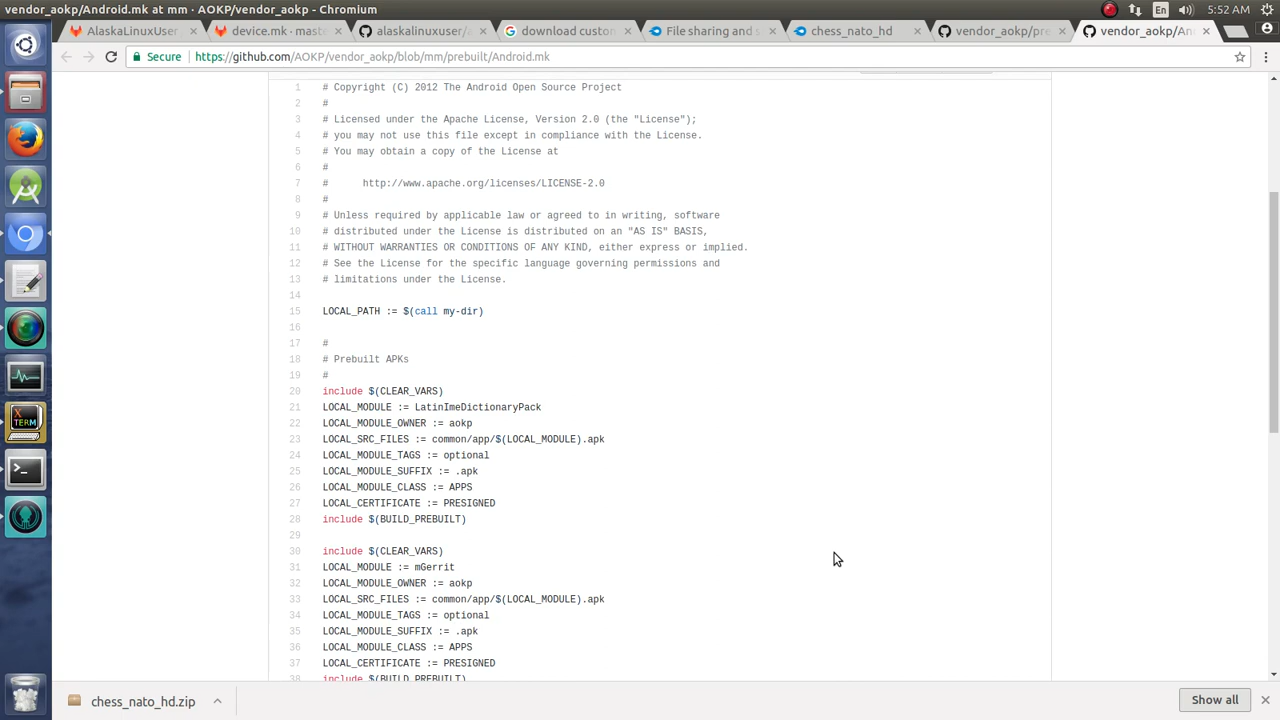 vendor_aokp/Android.mk at mm · AOKP/vendor_aokp - Chromium
En
5:52 AM
AlaskaLinuxUser
device.mk · mast
alaskalinuxuser/a
download custon
File sharing and s
chess_nato_hd
vendor_aokp/pre
vendor_aokp/An
Secure
https://github.com/AOKP/vendor_aokp/blob/mm/prebuilt/Android.mk
1 # Copyright (C) 2012 The Android Open Source Project
2 #
3 # Licensed under the Apache License, Version 2.0 (the "License");
4 # you may not use this file except in compliance with the License.
5 # You may obtain a copy of the License at
6 #
7 # http://www.apache.org/licenses/LICENSE-2.0
8 #
9 # Unless required by applicable law or agreed to in writing, software
10 # distributed under the License is distributed on an "AS IS" BASIS,
11 # WITHOUT WARRANTIES OR CONDITIONS OF ANY KIND, either express or implied.
12 # See the License for the specific language governing permissions and
13 # limitations under the License.
14
15 LOCAL_PATH := $(call my-dir)
16
17 #
18 # Prebuilt APKs
19 #
20 include $(CLEAR_VARS)
21 LOCAL_MODULE := LatinImeDictionaryPack
22 LOCAL_MODULE_OWNER := aokp
23 LOCAL_SRC_FILES := common/app/$(LOCAL_MODULE).apk
24 LOCAL_MODULE_TAGS := optional
25 LOCAL_MODULE_SUFFIX := .apk
26 LOCAL_MODULE_CLASS := APPS
27 LOCAL_CERTIFICATE := PRESIGNED
28 include $(BUILD_PREBUILT)
29
30 include $(CLEAR_VARS)
31 LOCAL_MODULE := mGerrit
32 LOCAL_MODULE_OWNER := aokp
33 LOCAL_SRC_FILES := common/app/$(LOCAL_MODULE).apk
34 LOCAL_MODULE_TAGS := optional
35 LOCAL_MODULE_SUFFIX := .apk
36 LOCAL_MODULE_CLASS := APPS
37 LOCAL_CERTIFICATE := PRESIGNED
38 include $(BUILD_PREBUILT)
X TERM
chess_nato_hd.zip
Show all